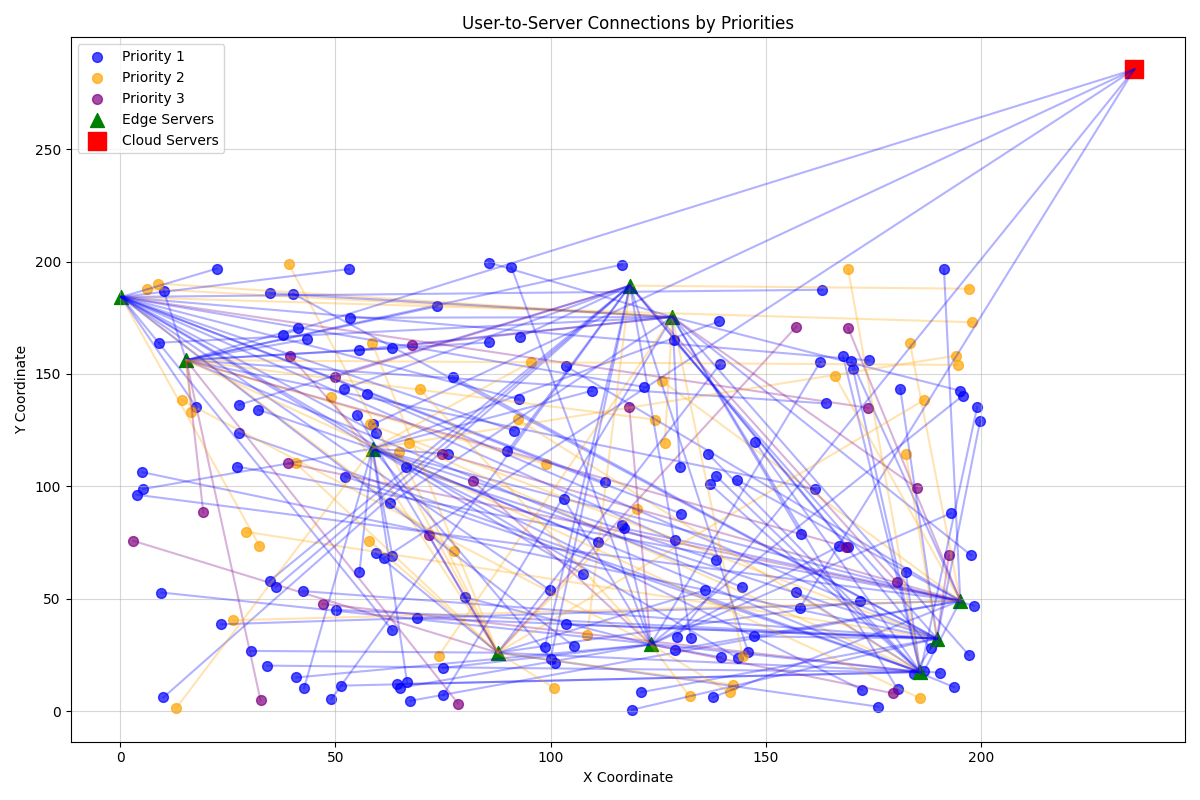 User-to-Server Connections by Priorities
Priority 1
Priority 2
Priority 3
Edge Servers
Cloud Servers
250
200
150
100
50
0
Y Coordinate
0 50 100 150 200
X Coordinate